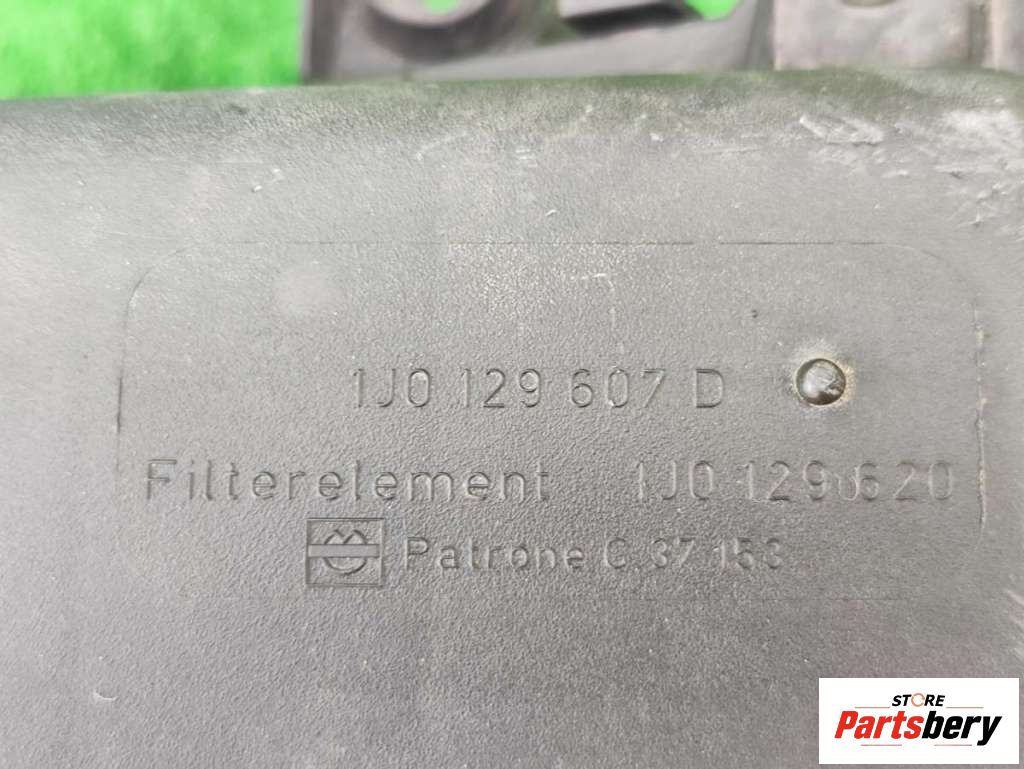 1J0 129 607 D
Filterelement 1J0 129 620
Patrone C 37 153
STORE
Partsbery